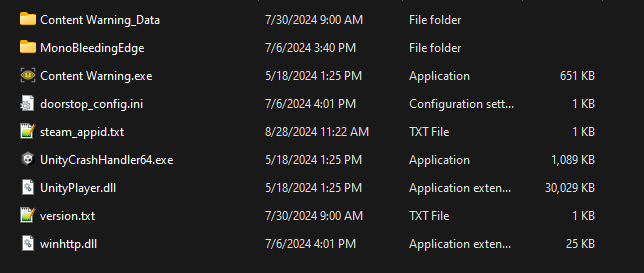 Content Warning_Data 7/30/2024 9:00 AM File folder
MonoBleedingEdge 7/6/2024 3:40 PM File folder
Content Warning.exe 5/18/2024 1:25 PM Application 651 KB
doorstop_config.ini 7/6/2024 4:01 PM Configuration sett... 1 KB
steam_appid.txt 8/28/2024 11:22 AM TXT File 1 KB
UnityCrashHandler64.exe 5/18/2024 1:25 PM Application 1,089 KB
UnityPlayer.dll 5/18/2024 1:25 PM Application exten... 30,029 KB
version.txt 7/30/2024 9:00 AM TXT File 1 KB
winhttp.dll 7/6/2024 4:01 PM Application exten... 25 KB